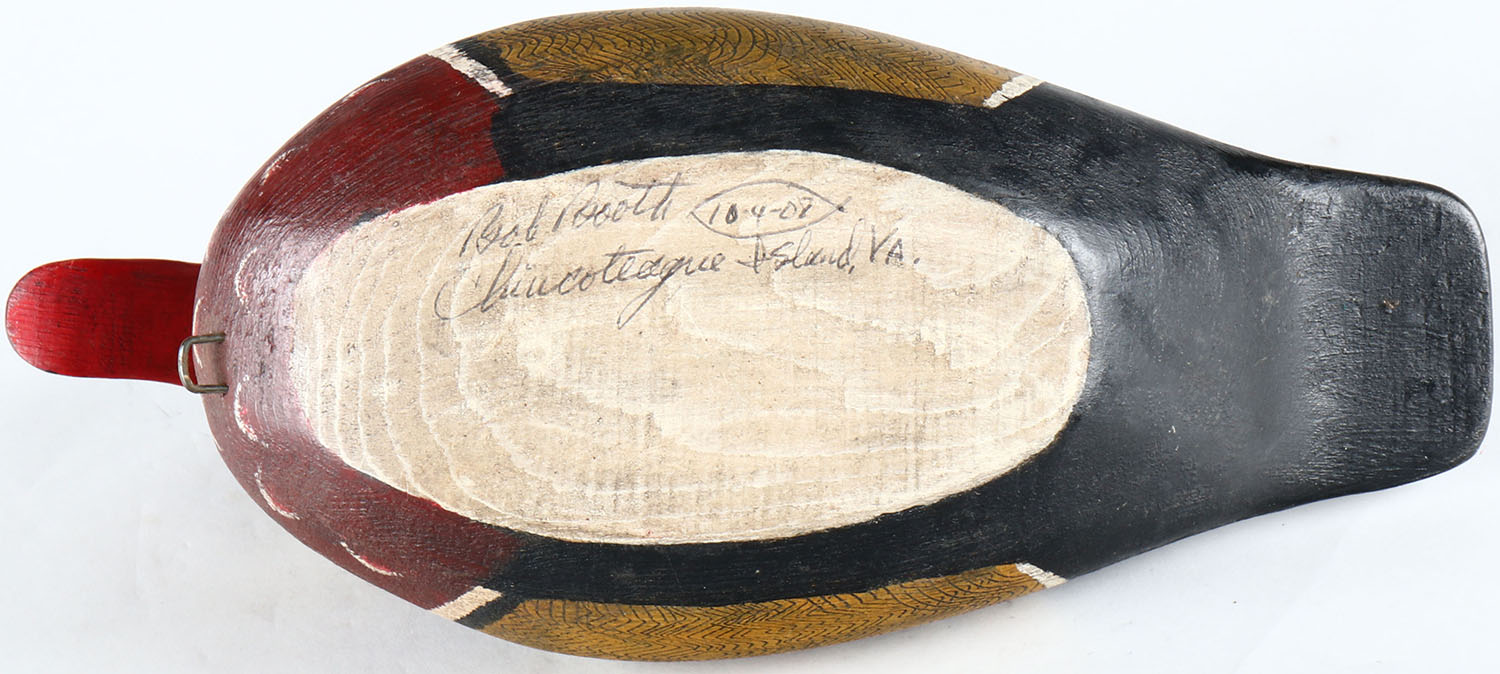 Bob Booth 10-4-07
Chincoteague Island, VA.